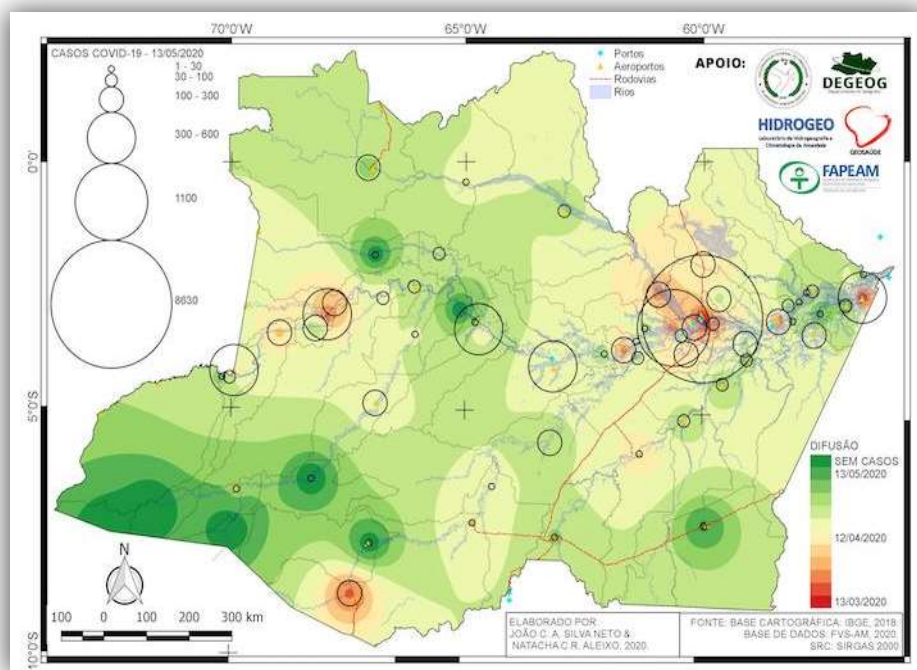 70°0'W 65°0'W 60°0'W
CASOS COVID-19 - 13/05/2020
1 - 30
30 - 100
100 - 300
300 - 600
1100
8630
Portos
Aeroportos
Rodovias
Rios
APOIO:
DEGEOG
HIDROGEO
GEOSAÚDE
FAPEAM
0°0'
5°0'S
10°0'S
DIFUSÃO
SEM CASOS
13/05/2020
12/04/2020
13/03/2020
N
100 0 100 200 300 km
ELABORADO POR:
JOÃO C. A. SILVA NETO &
NATACHA C.R. ALEIXO, 2020.
FONTE: BASE CARTOGRÁFICA: IBGE, 2018.
BASE DE DADOS: FVS-AM, 2020.
SRC: SIRGAS 2000